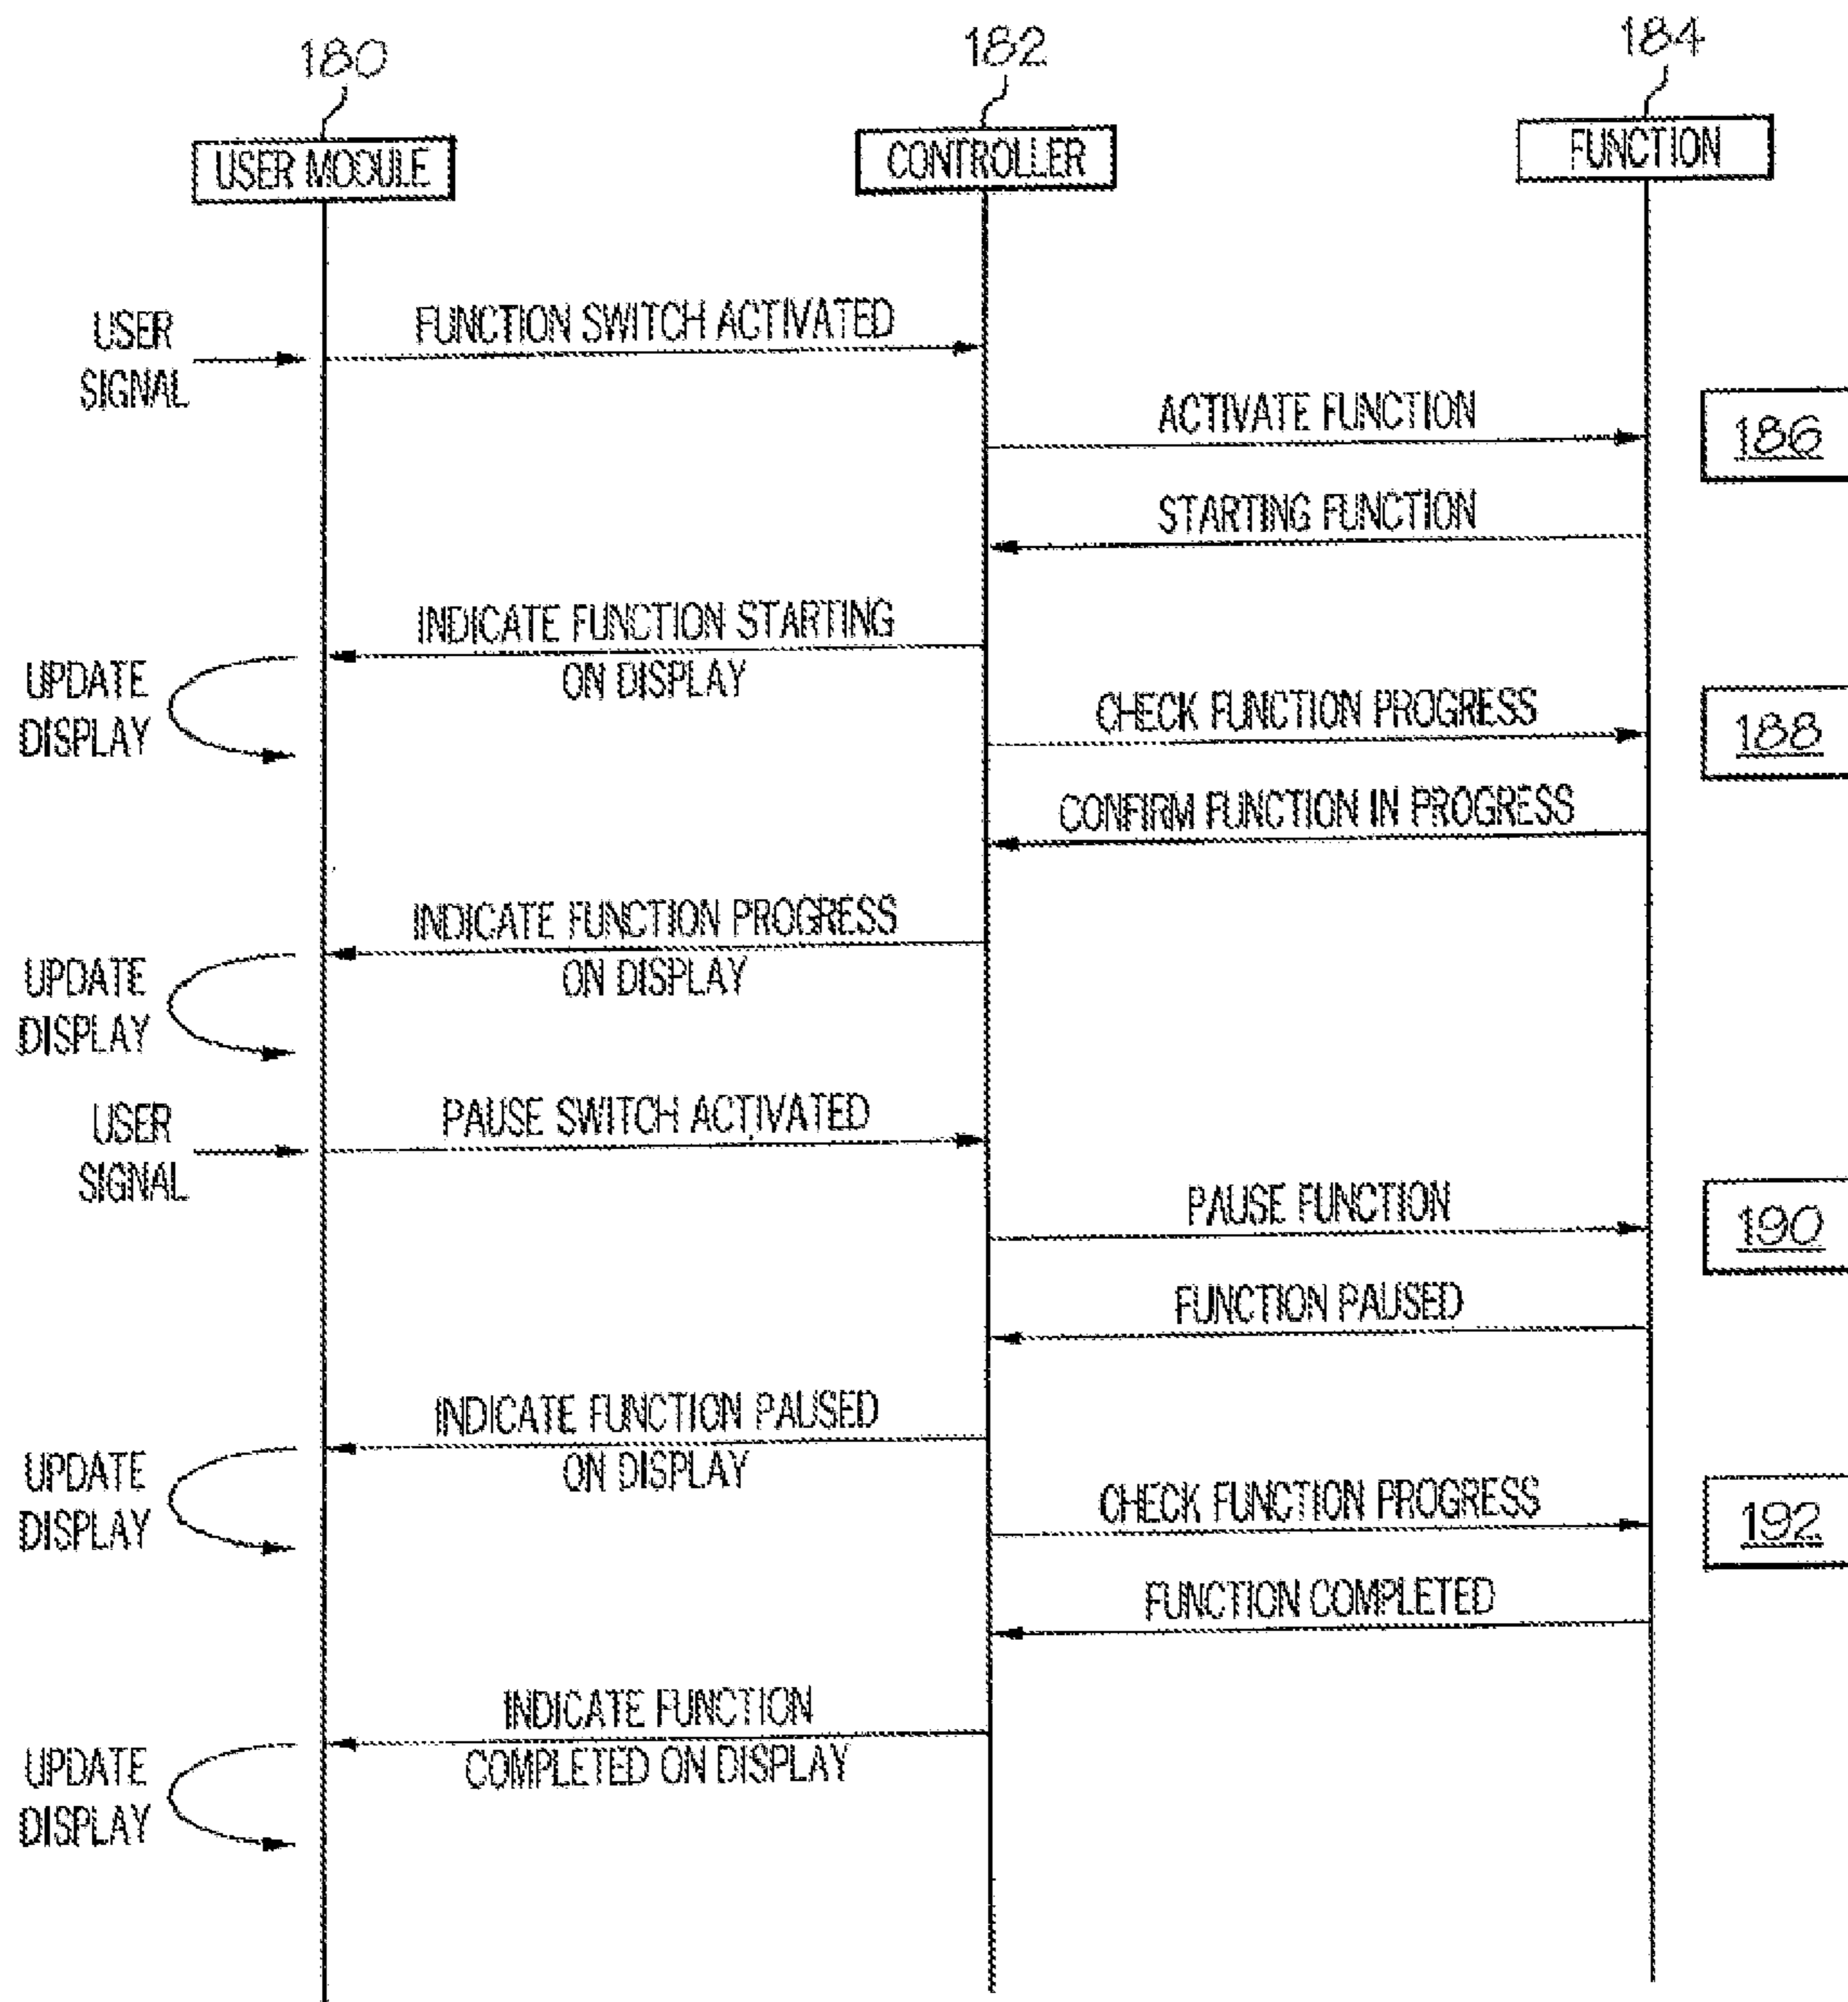 180
182
184
USER MODULE
CONTROLLER
FUNCTION
USER
SIGNAL
FUNCTION SWITCH ACTIVATED
ACTIVATE FUNCTION
186
STARTING FUNCTION
INDICATE FUNCTION STARTING
ON DISPLAY
UPDATE
DISPLAY
CHECK FUNCTION PROGRESS
188
CONFIRM FUNCTION IN PROGRESS
INDICATE FUNCTION PROGRESS
ON DISPLAY
UPDATE
DISPLAY
USER
SIGNAL
PAUSE SWITCH ACTIVATED
PAUSE FUNCTION
190
FUNCTION PAUSED
INDICATE FUNCTION PAUSED
ON DISPLAY
UPDATE
DISPLAY
CHECK FUNCTION PROGRESS
192
FUNCTION COMPLETED
INDICATE FUNCTION
COMPLETED ON DISPLAY
UPDATE
DISPLAY